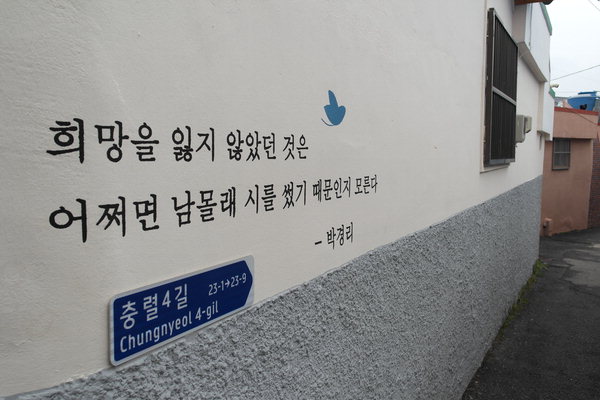 희망을 잃지 않았던 것은
어쩌면 남몰래 시를 썼기 때문인지 모른다
- 박경리
충렬4길 23-1→23-9
Chungnyeol 4-gil